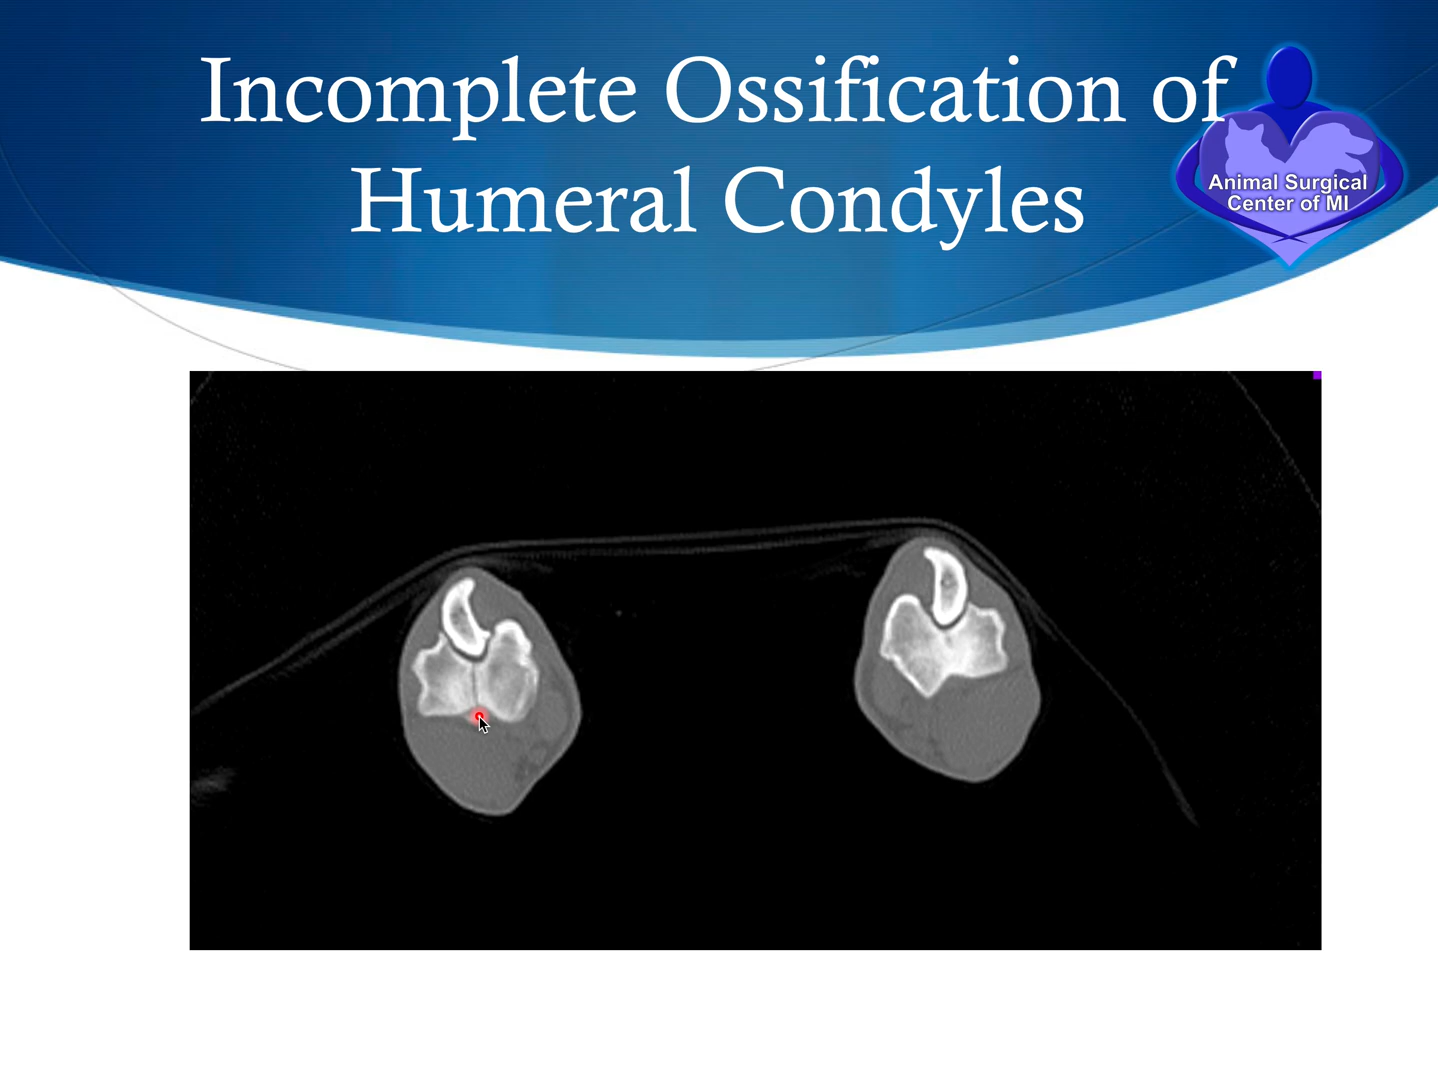 Incomplete Ossification of
Humeral Condyles
Animal Surgical
Center of MI